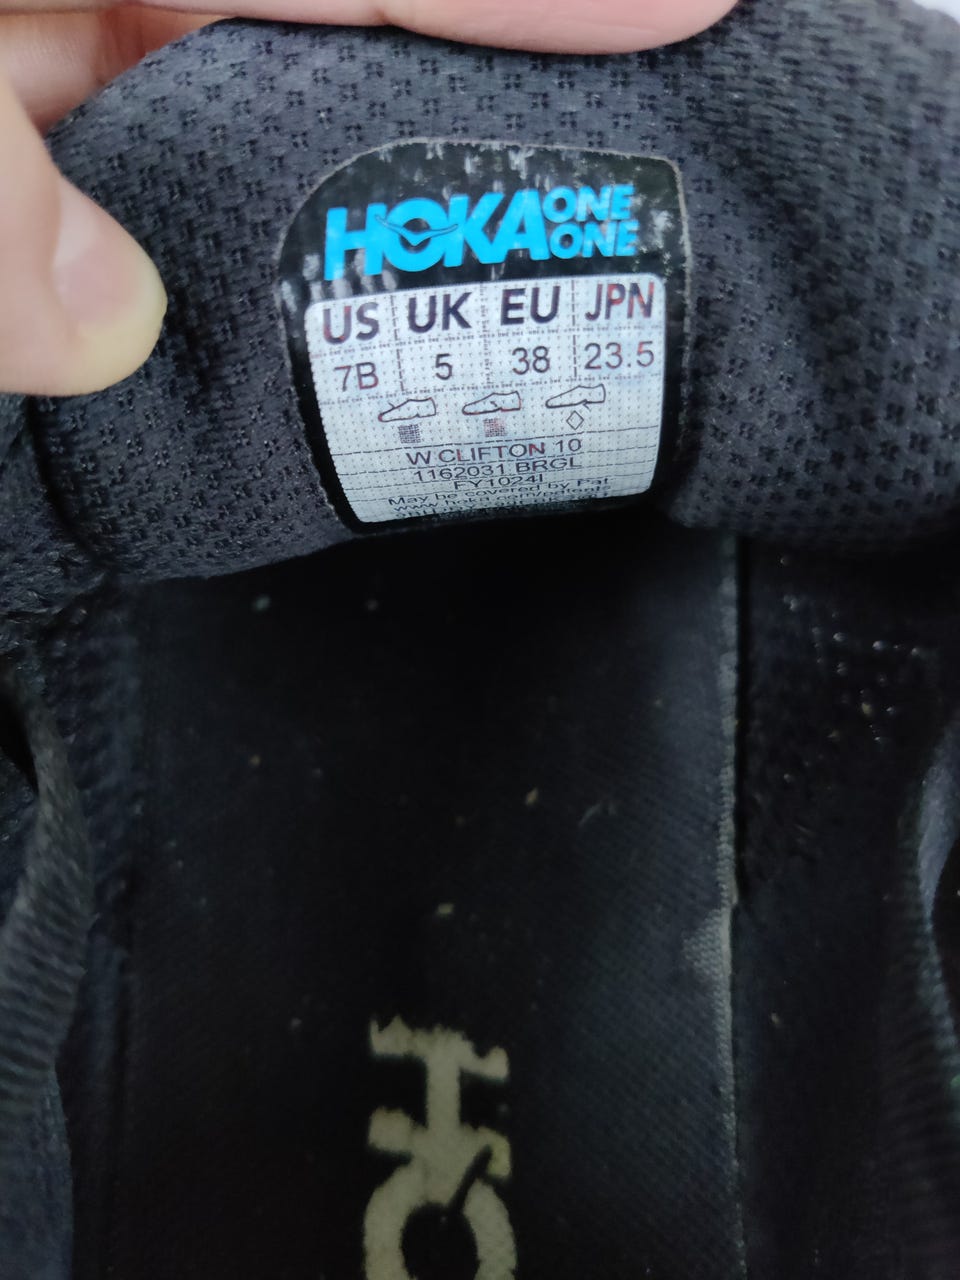 HOKA ONE ONE
US UK EU JPN
7B 5 38 23.5
W CLIFTON 10
1162031 BRGL
FY1024I
May be covered by Pat
HO